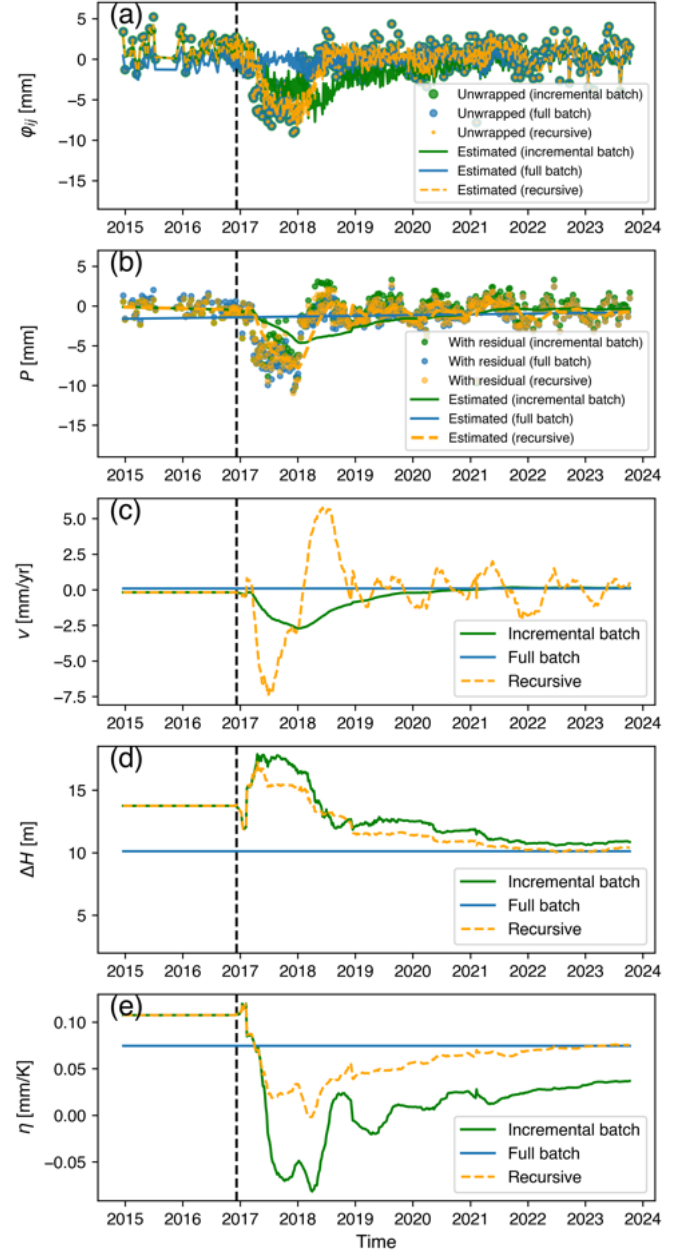 (a)
5
0
−5
−10
−15
φij [mm]
Unwrapped (incremental batch)
Unwrapped (full batch)
Unwrapped (recursive)
Estimated (incremental batch)
Estimated (full batch)
Estimated (recursive)
2015 2016 2017 2018 2019 2020 2021 2022 2023 2024
(b)
5
0
−5
−10
−15
P [mm]
With residual (incremental batch)
With residual (full batch)
With residual (recursive)
Estimated (incremental batch)
Estimated (full batch)
Estimated (recursive)
2015 2016 2017 2018 2019 2020 2021 2022 2023 2024
(c)
5.0
2.5
0.0
−2.5
−5.0
−7.5
v [mm/yr]
Incremental batch
Full batch
Recursive
2015 2016 2017 2018 2019 2020 2021 2022 2023 2024
(d)
15
10
5
ΔH [m]
Incremental batch
Full batch
Recursive
2015 2016 2017 2018 2019 2020 2021 2022 2023 2024
(e)
0.10
0.05
0.00
−0.05
η [mm/K]
Incremental batch
Full batch
Recursive
2015 2016 2017 2018 2019 2020 2021 2022 2023 2024
Time